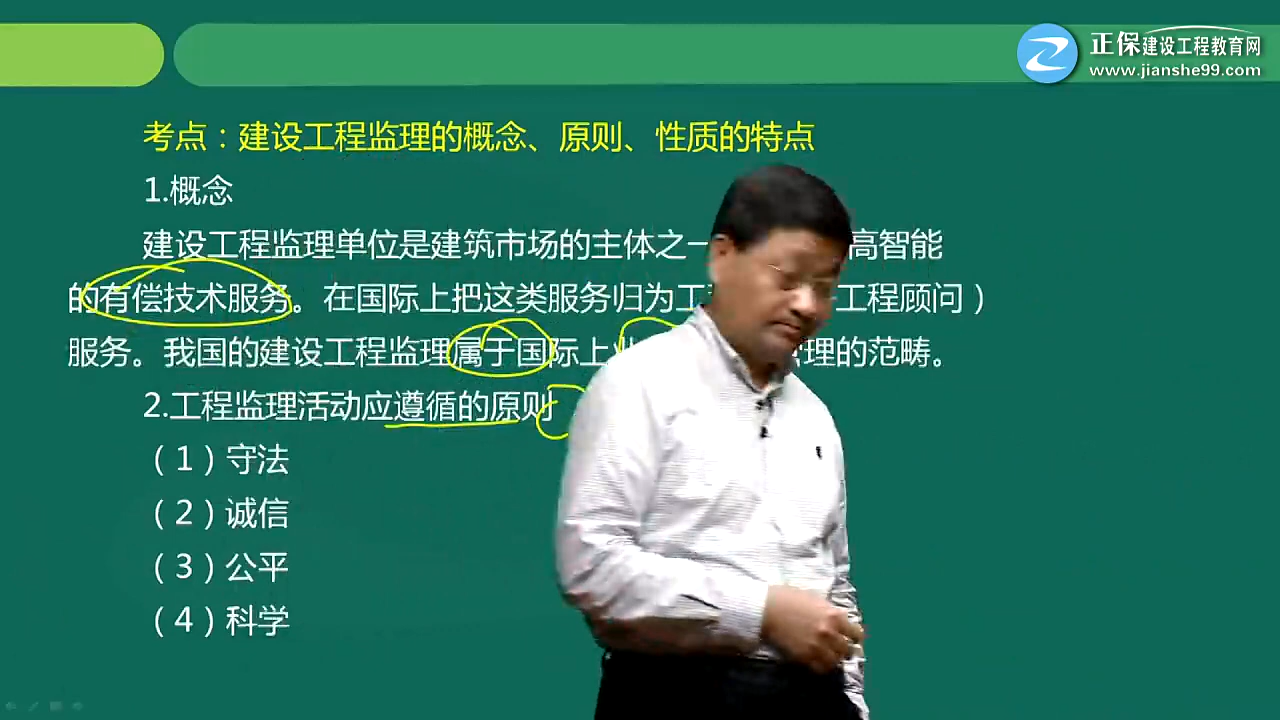 正保建设工程教育网
www.jianshe99.com
考点：建设工程监理的概念、原则、性质的特点
1.概念
建设工程监理单位是建筑市场的主体之一 高智能
的有偿技术服务。在国际上把这类服务归为工 工程顾问）
服务。我国的建设工程监理属于国际上业 管理的范畴。
2.工程监理活动应遵循的原则
（1）守法
（2）诚信
（3）公平
（4）科学